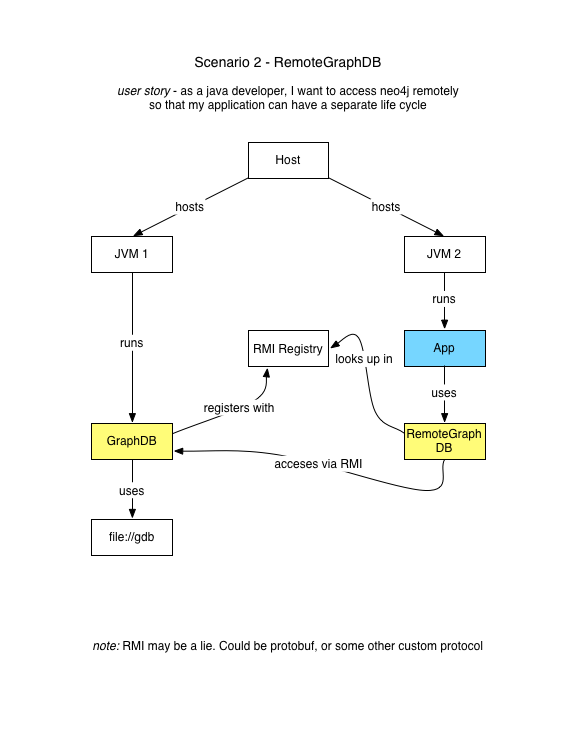 Scenario 2 - RemoteGraphDB
user story - as a java developer, I want to access neo4j remotely
so that my application can have a separate life cycle
Host
hosts
hosts
JVM 1
JVM 2
runs
runs
RMI Registry
looks up in
App
uses
registers with
GraphDB
RemoteGraph
DB
acceses via RMI
uses
file://gdb
note: RMI may be a lie. Could be protobuf, or some other custom protocol